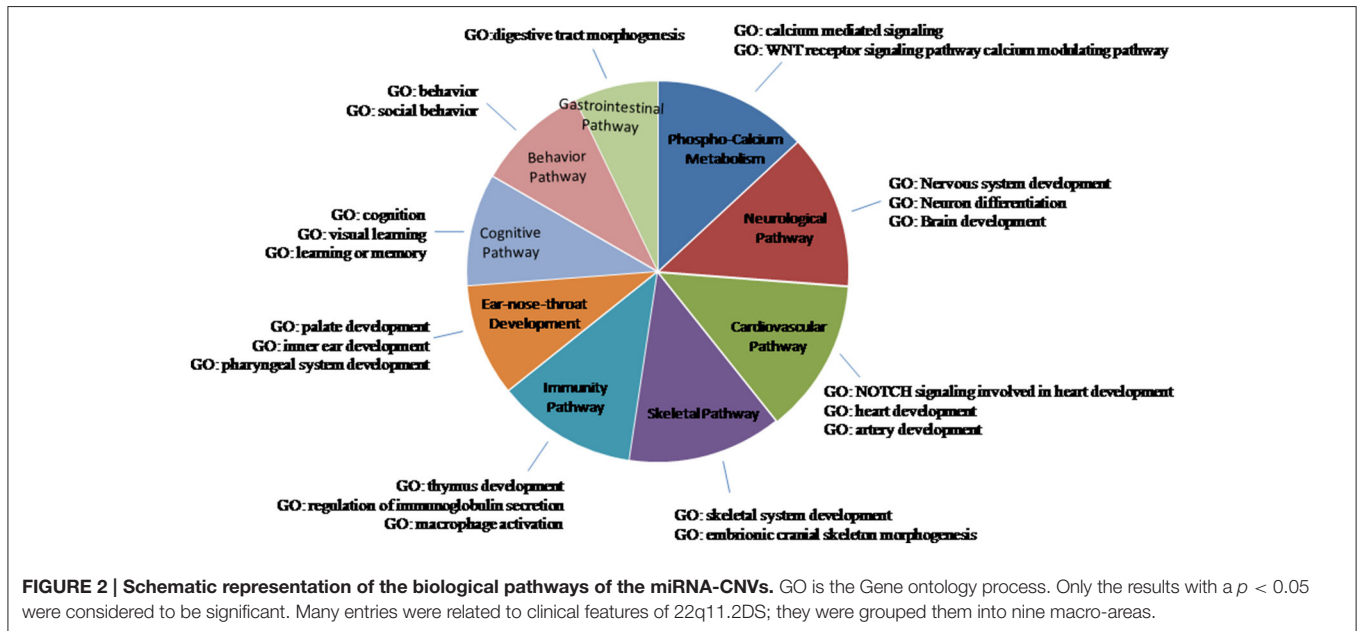 GO:digestive tract morphogenesis
GO: calcium mediated signaling
GO: WNT receptor signaling pathway calcium modulating pathway
GO: behavior
GO: social behavior
Gastrointestinal
Pathway
Phospho-Calcium
Metabolism
Behavior
Pathway
GO: Nervous system development
GO: Neuron differentiation
GO: Brain development
Neurological
Pathway
GO: cognition
GO: visual learning
GO: learning or memory
Cognitive
Pathway
Ear-nose-throat
Development
GO: palate development
GO: inner ear development
GO: pharyngeal system development
Cardiovascular
Pathway
GO: NOTCH signaling involved in heart development
GO: heart development
GO: artery development
Immunity
Pathway
Skeletal Pathway
GO: thymus development
GO: regulation of immunoglobulin secretion
GO: macrophage activation
GO: skeletal system development
GO: embrionic cranial skeleton morphogenesis
FIGURE 2 | Schematic representation of the biological pathways of the miRNA-CNVs. GO is the Gene ontology process. Only the results with a p < 0.05
were considered to be significant. Many entries were related to clinical features of 22q11.2DS; they were grouped them into nine macro-areas.